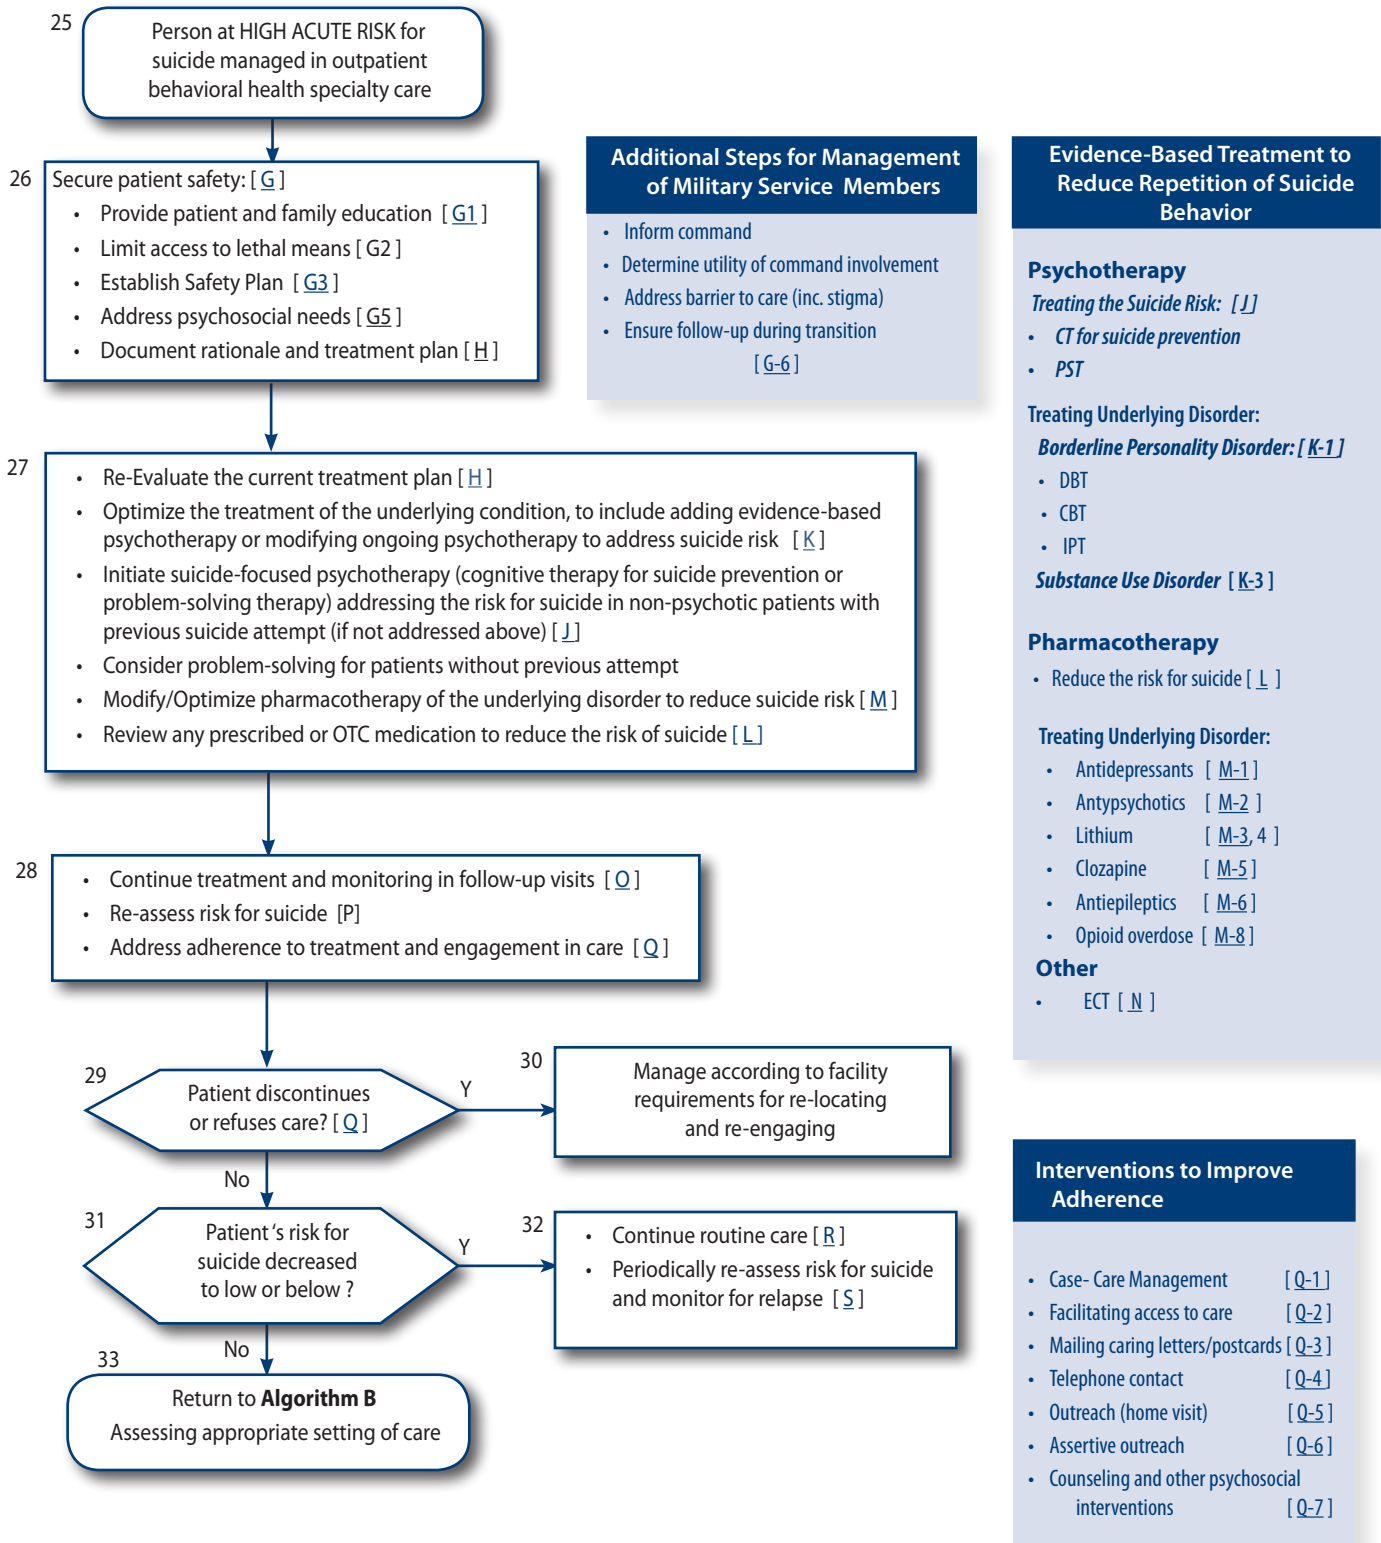 25
Person at HIGH ACUTE RISK for
suicide managed in outpatient
behavioral health specialty care
26
Secure patient safety: [ G ]
• Provide patient and family education [ G1 ]
• Limit access to lethal means [ G2 ]
• Establish Safety Plan [ G3 ]
• Address psychosocial needs [ G5 ]
• Document rationale and treatment plan [ H ]
Additional Steps for Management
of Military Service Members
• Inform command
• Determine utility of command involvement
• Address barrier to care (inc. stigma)
• Ensure follow-up during transition
[ G-6 ]
27
• Re-Evaluate the current treatment plan [ H ]
• Optimize the treatment of the underlying condition, to include adding evidence-based
psychotherapy or modifying ongoing psychotherapy to address suicide risk [ K ]
• Initiate suicide-focused psychotherapy (cognitive therapy for suicide prevention or
problem-solving therapy) addressing the risk for suicide in non-psychotic patients with
previous suicide attempt (if not addressed above) [ J ]
• Consider problem-solving for patients without previous attempt
• Modify/Optimize pharmacotherapy of the underlying disorder to reduce suicide risk [ M ]
• Review any prescribed or OTC medication to reduce the risk of suicide [ L ]
28
• Continue treatment and monitoring in follow-up visits [ O ]
• Re-assess risk for suicide [P]
• Address adherence to treatment and engagement in care [ Q ]
29
Patient discontinues
or refuses care? [ Q ]
Y
30
Manage according to facility
requirements for re-locating
and re-engaging
No
31
Patient's risk for
suicide decreased
to low or below ?
Y
32
• Continue routine care [ R ]
• Periodically re-assess risk for suicide
and monitor for relapse [ S ]
No
33
Return to Algorithm B
Assessing appropriate setting of care
Evidence-Based Treatment to
Reduce Repetition of Suicide
Behavior
Psychotherapy
Treating the Suicide Risk: [ J ]
• CT for suicide prevention
• PST
Treating Underlying Disorder:
Borderline Personality Disorder: [ K-1 ]
• DBT
• CBT
• IPT
Substance Use Disorder [ K-3 ]
Pharmacotherapy
• Reduce the risk for suicide [ L ]
Treating Underlying Disorder:
• Antidepressants [ M-1 ]
• Antypsychotics [ M-2 ]
• Lithium [ M-3, 4 ]
• Clozapine [ M-5 ]
• Antiepileptics [ M-6 ]
• Opioid overdose [ M-8 ]
Other
• ECT [ N ]
Interventions to Improve
Adherence
• Case- Care Management [ Q-1 ]
• Facilitating access to care [ Q-2 ]
• Mailing caring letters/postcards [ Q-3 ]
• Telephone contact [ Q-4 ]
• Outreach (home visit) [ Q-5 ]
• Assertive outreach [ Q-6 ]
• Counseling and other psychosocial
interventions [ Q-7 ]